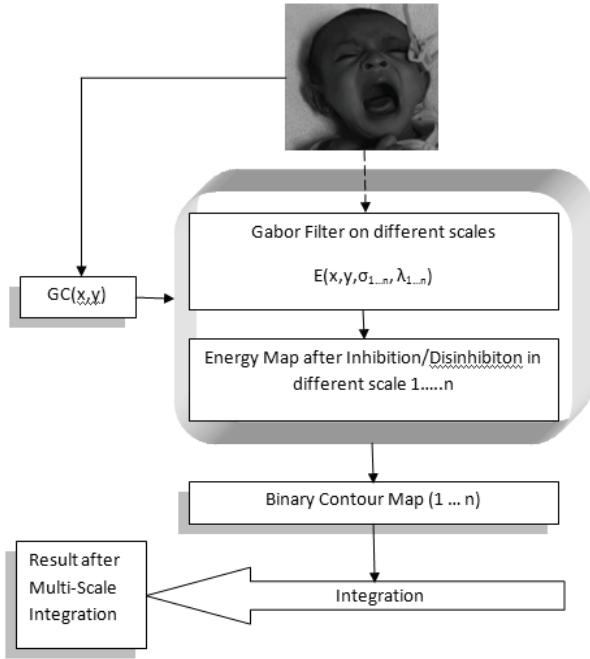 Gabor Filter on different scales
E(x,y,σ₁...ₙ, λ₁...ₙ)
GC(x,y)
Energy Map after Inhibition/Disinhibiton in
different scale 1.....n
Binary Contour Map (1 ... n)
Result after
Multi-Scale
Integration
Integration